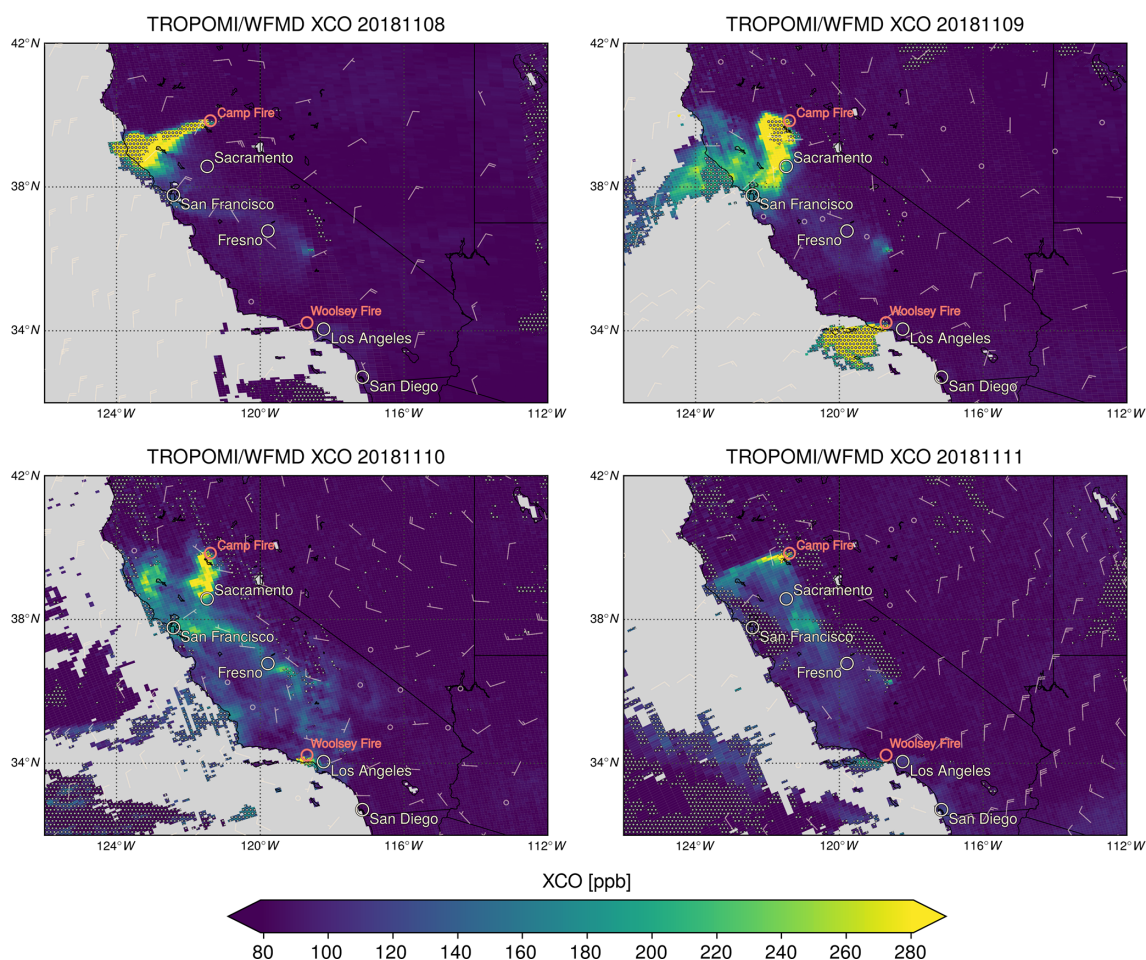 TROPOMI/WFMD XCO 20181108
42°N
Camp Fire
Sacramento
38°N
San Francisco
Fresno
Woolsey Fire
34°N
Los Angeles
San Diego
124°W 120°W 116°W 112°W
TROPOMI/WFMD XCO 20181109
42°N
Camp Fire
Sacramento
38°N
San Francisco
Fresno
Woolsey Fire
34°N
Los Angeles
San Diego
124°W 120°W 116°W 112°W
TROPOMI/WFMD XCO 20181110
42°N
Camp Fire
Sacramento
38°N
San Francisco
Fresno
Woolsey Fire
34°N
Los Angeles
San Diego
124°W 120°W 116°W 112°W
TROPOMI/WFMD XCO 20181111
42°N
Camp Fire
Sacramento
38°N
San Francisco
Fresno
Woolsey Fire
34°N
Los Angeles
San Diego
124°W 120°W 116°W 112°W
XCO [ppb]
80 100 120 140 160 180 200 220 240 260 280